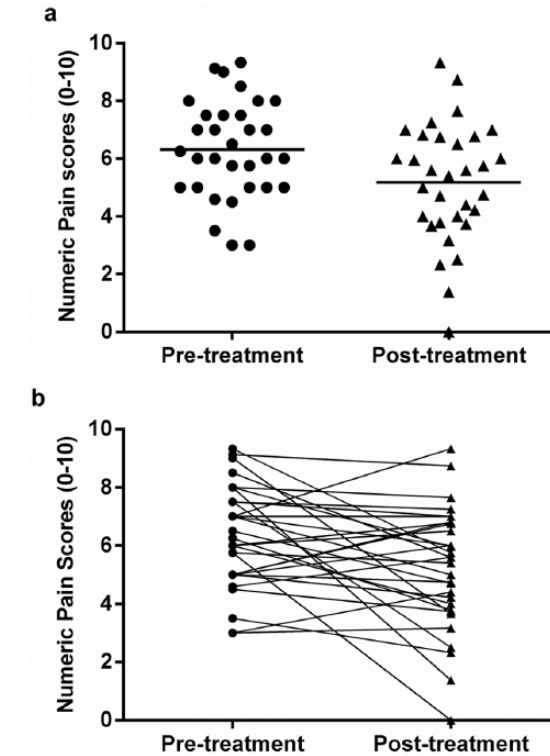 a
Numeric Pain scores (0-10)
10
8
6
4
2
0
Pre-treatment
Post-treatment
b
Numeric Pain Scores (0-10)
10
8
6
4
2
0
Pre-treatment
Post-treatment